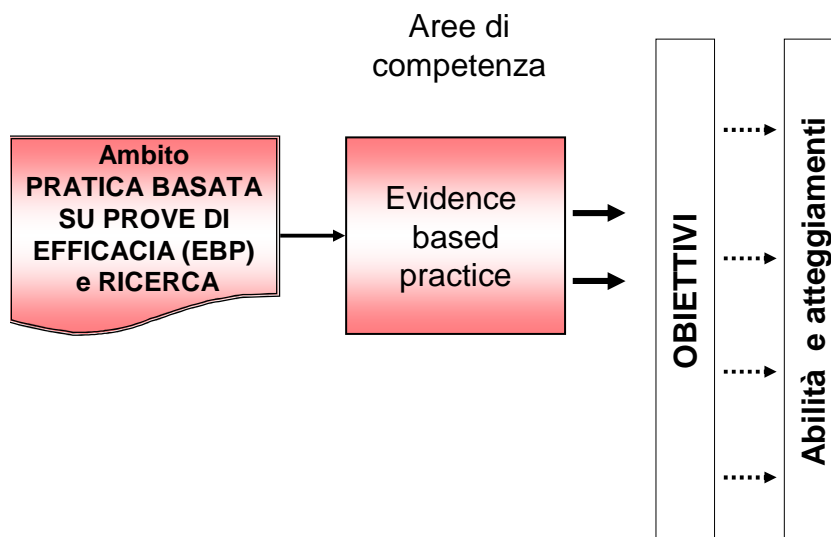 Aree di
competenza
Ambito
PRATICA BASATA
SU PROVE DI
EFFICACIA (EBP)
e RICERCA
Evidence
based
practice
OBIETTIVI
Abilità e atteggiamenti